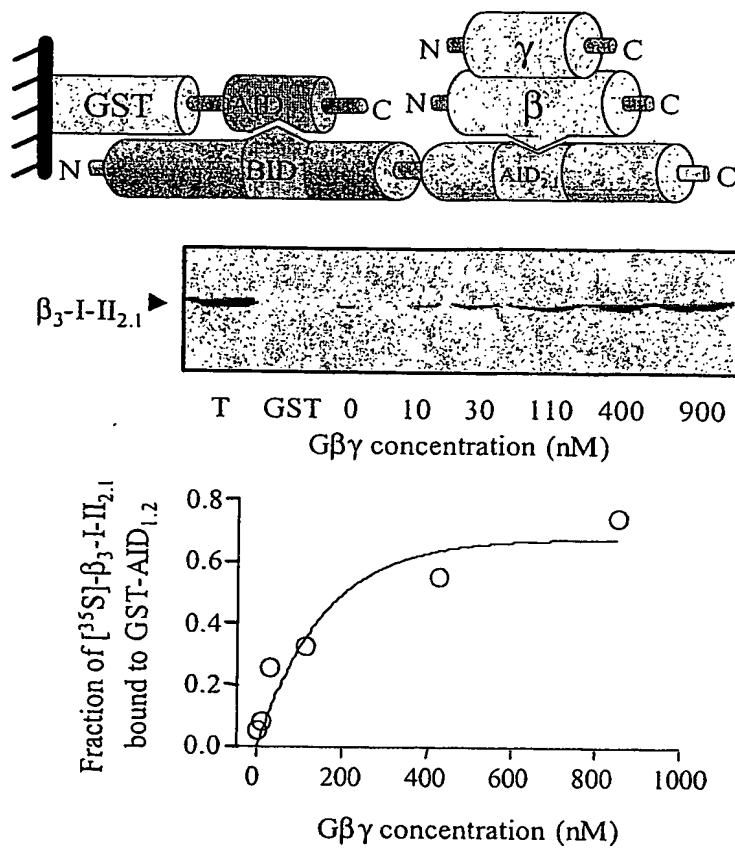 N γ C
GST AID C
N β C
N BID AID2.1 C
β3-I-II2.1
T GST 0 10 30 110 400 900
Gβγ concentration (nM)
Fraction of [35S]-β3-I-II2.1
bound to GST-AID1.2
0.8
0.6
0.4
0.2
0.0
0 200 400 600 800 1000
Gβγ concentration (nM)